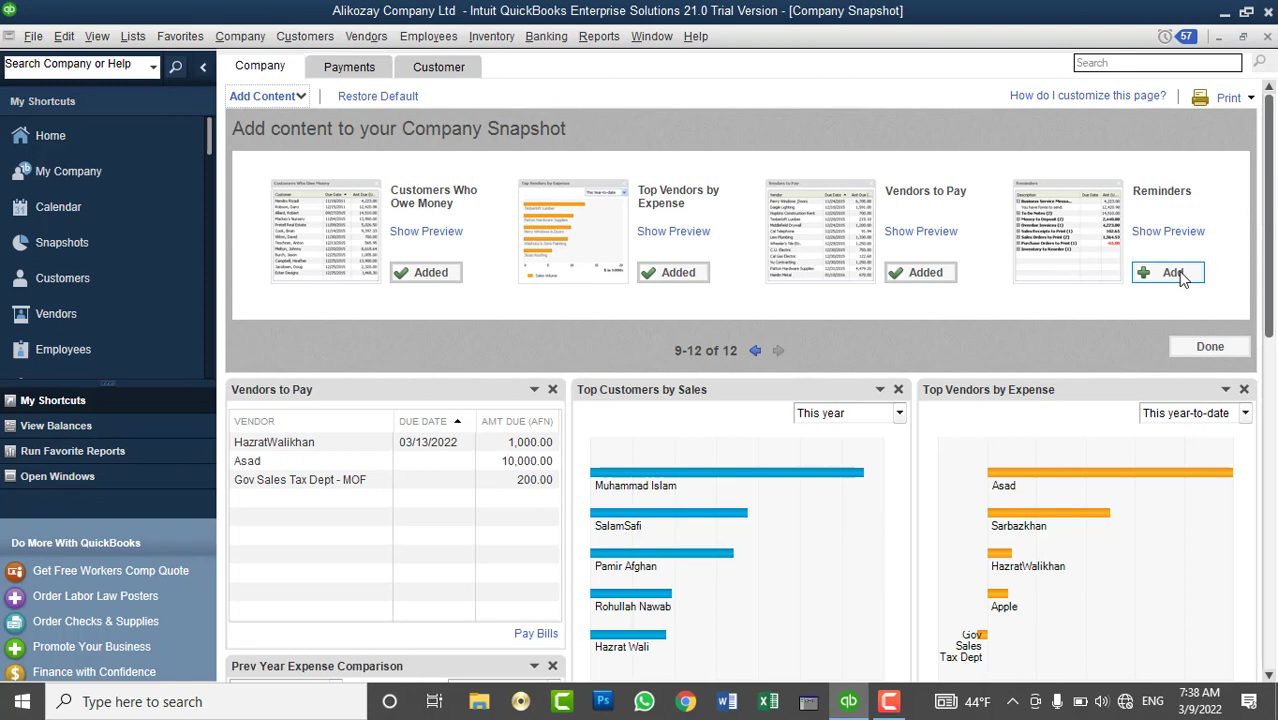 Alikozay Company Ltd - Intuit QuickBooks Enterprise Solutions 21.0 Trial Version - [Company Snapshot]
File Edit View Lists Favorites Company Customers Vendors Employees Inventory Banking Reports Window Help 57
Search Company or Help
Company Payments Customer Search
My Shortcuts
Add Content Restore Default How do I customize this page? Print
Home
My Company
Calendar
Snapshots
Customers
Vendors
Employees
My Shortcuts
View Balances
Run Favorite Reports
Open Windows
Do More With QuickBooks
Get Free Workers Comp Quote
Order Labor Law Posters
Order Checks & Supplies
Promote Your Business
Finance with Confidence
Add content to your Company Snapshot
Customers Who Owe Money
Show Preview
Added
Top Vendors by Expense
Show Preview
Added
Vendors to Pay
Show Preview
Added
Reminders
Show Preview
Add
9-12 of 12
Done
Vendors to Pay
VENDOR DUE DATE AMT DUE (AFN)
HazratWalikhan 03/13/2022 1,000.00
Asad 10,000.00
Gov Sales Tax Dept - MOF 200.00
Pay Bills
Prev Year Expense Comparison
Top Customers by Sales
This year
Muhammad Islam
SalamSafi
Pamir Afghan
Rohullah Nawab
Hazrat Wali
Top Vendors by Expense
This year-to-date
Asad
Sarbazkhan
HazratWalikhan
Apple
Gov
Sales
Tax Dept
Type here to search
44°F
ENG
7:38 AM
3/9/2022